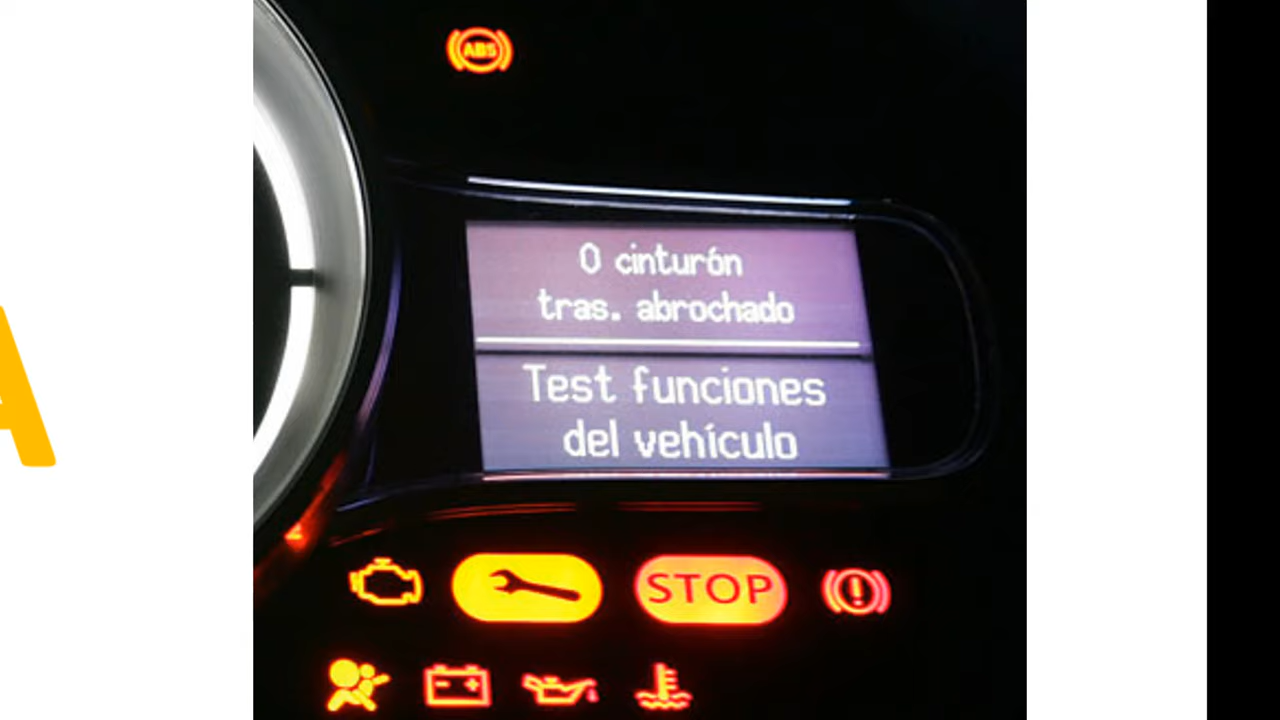 A
ABS
0 cinturón
tras. abrochado
Test funciones
del vehículo
STOP